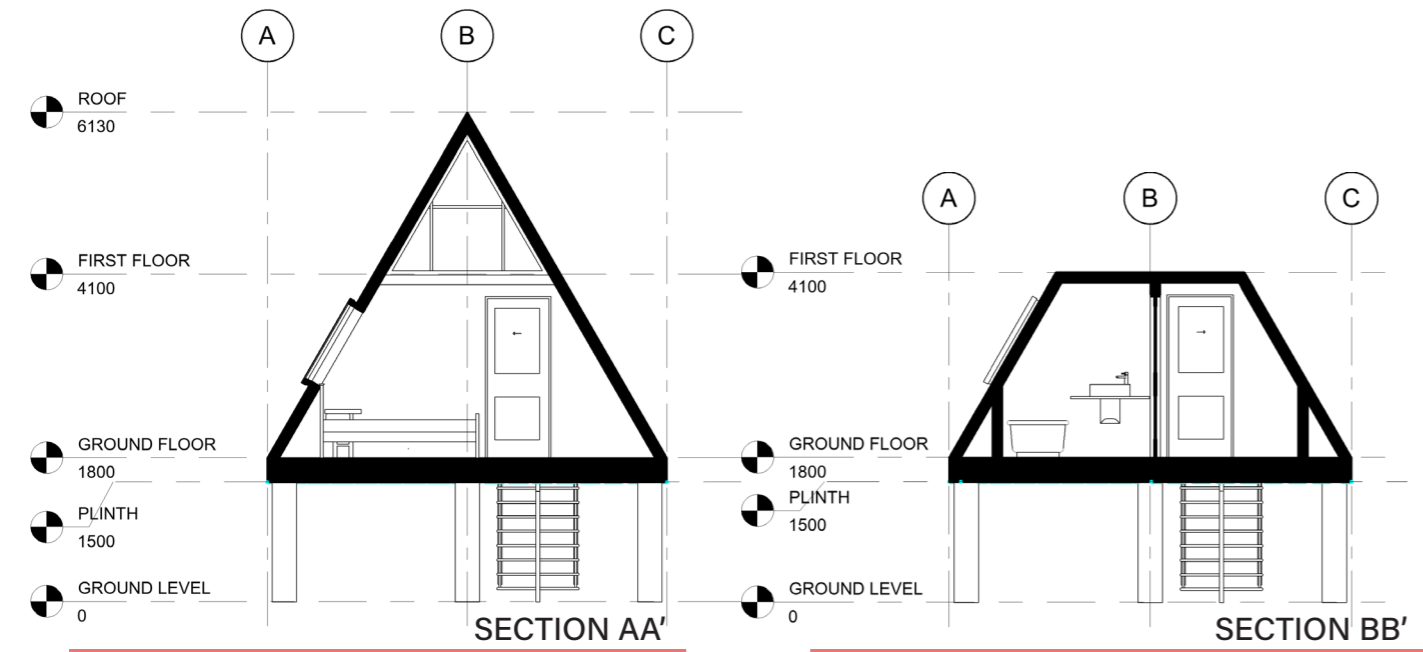 A B C
ROOF
6130
FIRST FLOOR
4100
GROUND FLOOR
1800
PLINTH
1500
GROUND LEVEL
0
SECTION AA'
A B C
FIRST FLOOR
4100
GROUND FLOOR
1800
PLINTH
1500
GROUND LEVEL
0
SECTION BB'